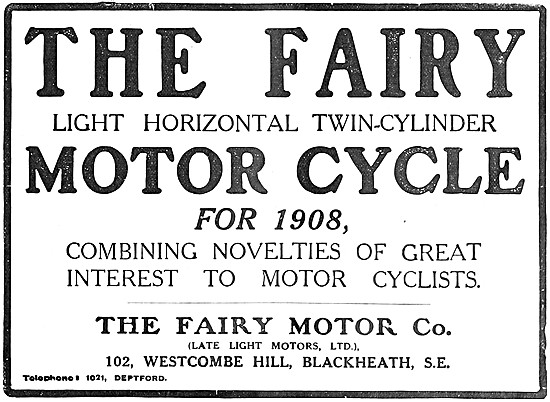 THE FAIRY
LIGHT HORIZONTAL TWIN-CYLINDER
MOTOR CYCLE
FOR 1908,
COMBINING NOVELTIES OF GREAT
INTEREST TO MOTOR CYCLISTS.
THE FAIRY MOTOR Co.
(LATE LIGHT MOTORS, LTD.),
102, WESTCOMBE HILL, BLACKHEATH, S.E.
Telephone: 1021, DEPTFORD.